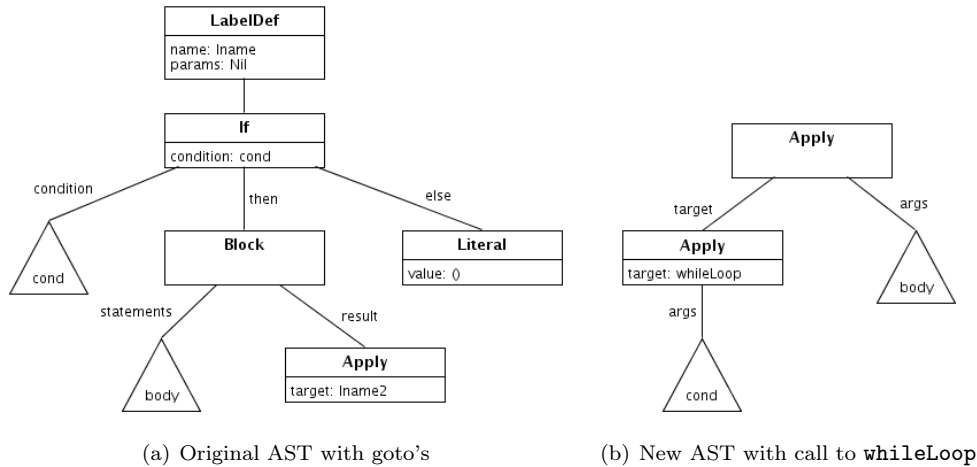 LabelDef
name: lname
params: Nil
If
condition: cond
condition
then
else
cond
Block
Literal
value: ()
statements
result
body
Apply
target: lname2
(a) Original AST with goto's
Apply
target
args
Apply
target: whileLoop
body
args
cond
(b) New AST with call to whileLoop